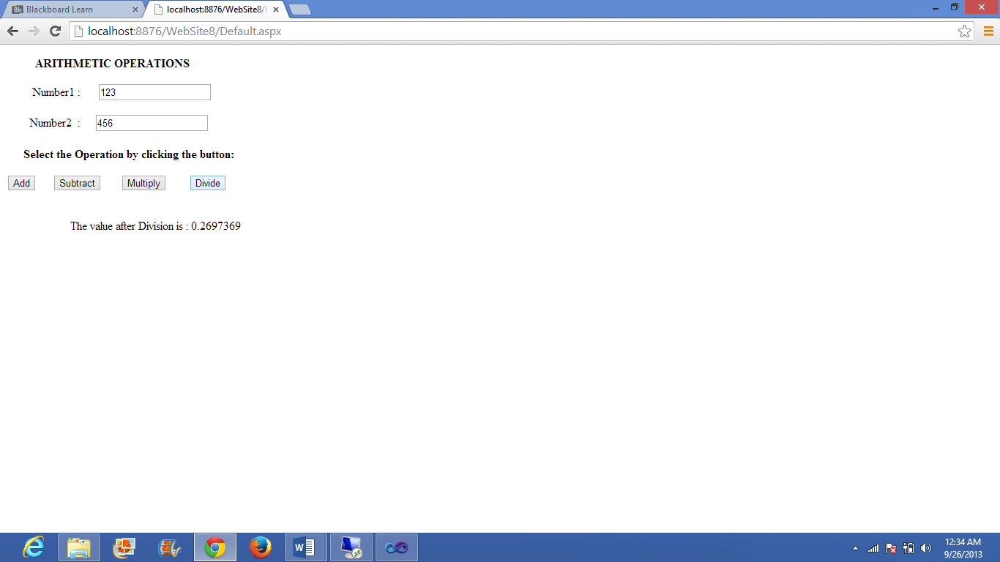 Blackboard Learn
localhost:8876/WebSite8/
localhost:8876/WebSite8/Default.aspx
ARITHMETIC OPERATIONS
Number1 : 123
Number2 : 456
Select the Operation by clicking the button:
Add Subtract Multiply Divide
The value after Division is : 0.2697369
12:34 AM
9/26/2013